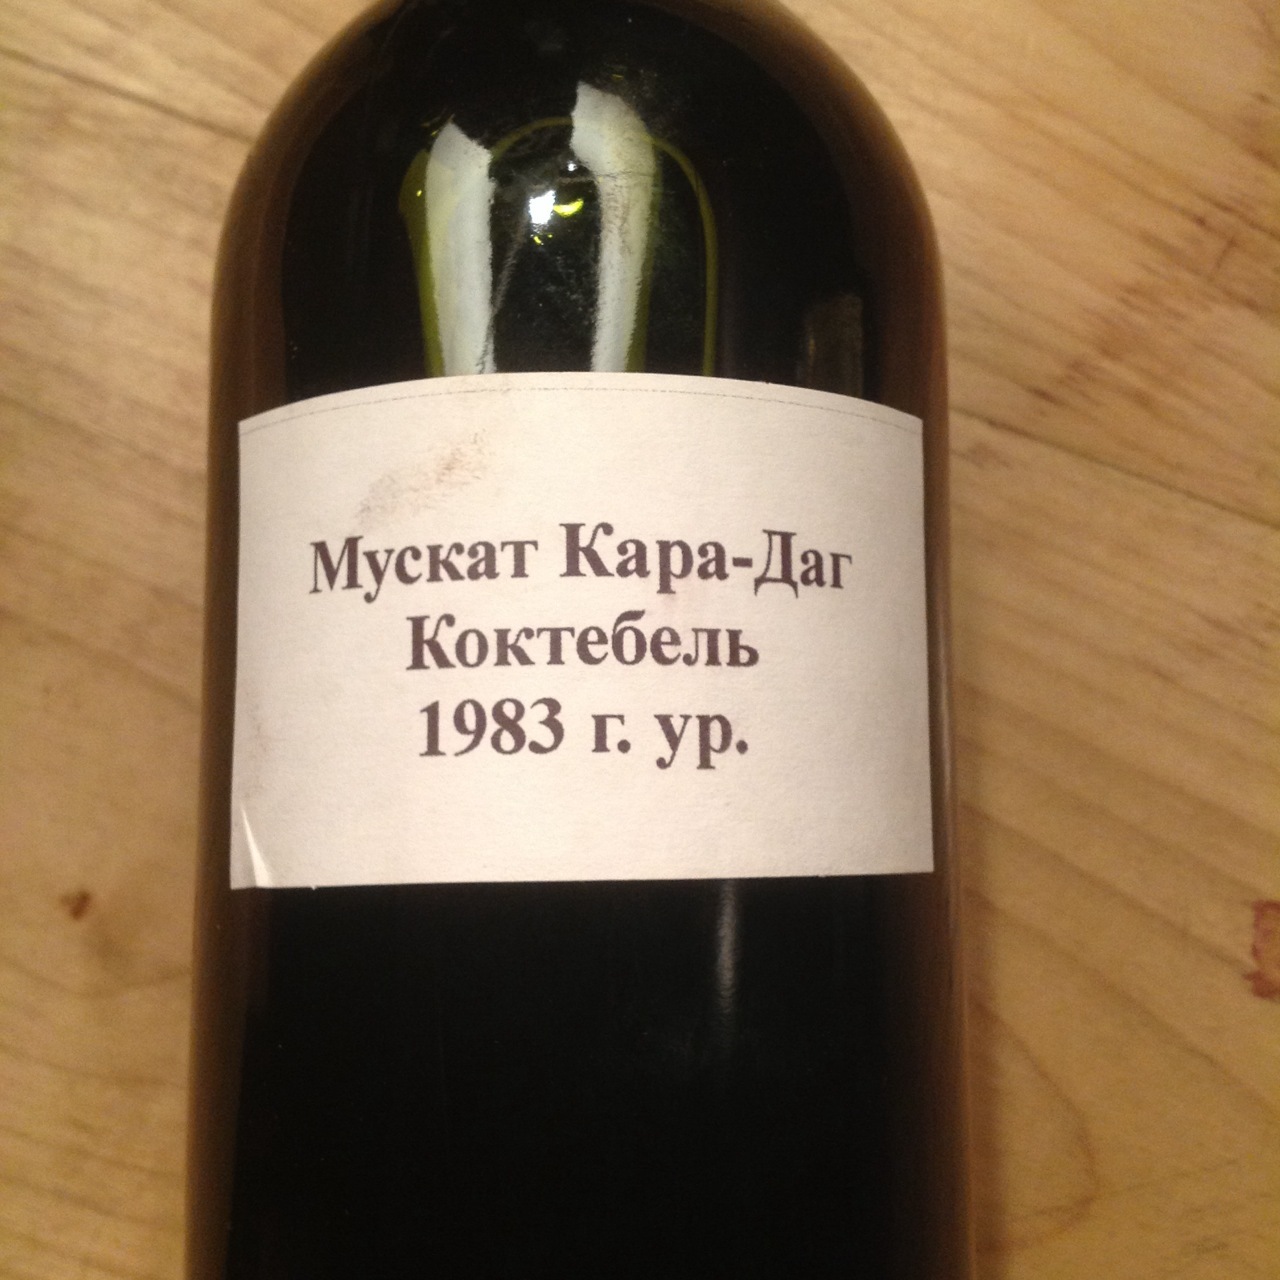 Мускат Кара-Даг
Коктебель
1983 г. ур.